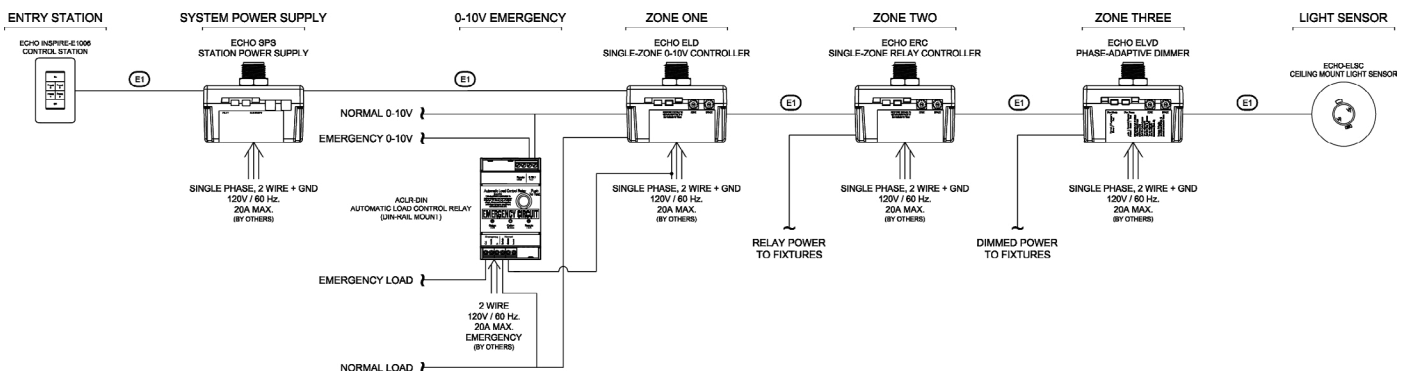 ENTRY STATION
ECHO INSPIRE-E1006
CONTROL STATION
E1
SYSTEM POWER SUPPLY
ECHO SPS
STATION POWER SUPPLY
SINGLE PHASE, 2 WIRE + GND
120V / 60 Hz.
20A MAX.
(BY OTHERS)
0-10V EMERGENCY
E1
NORMAL 0-10V
EMERGENCY 0-10V
ACLR-DIN
AUTOMATIC LOAD CONTROL RELAY
(DIN-RAIL MOUNT)
Automatic Load Control Relay
EMERGENCY CIRCUIT
EMERGENCY LOAD
2 WIRE
120V / 60 Hz.
20A MAX.
EMERGENCY
(BY OTHERS)
NORMAL LOAD
ZONE ONE
ECHO ELD
SINGLE-ZONE 0-10V CONTROLLER
SINGLE PHASE, 2 WIRE + GND
120V / 60 Hz.
20A MAX.
(BY OTHERS)
E1
RELAY POWER
TO FIXTURES
ZONE TWO
ECHO ERC
SINGLE-ZONE RELAY CONTROLLER
SINGLE PHASE, 2 WIRE + GND
120V / 60 Hz.
20A MAX.
(BY OTHERS)
E1
DIMMED POWER
TO FIXTURES
ZONE THREE
ECHO ELVD
PHASE-ADAPTIVE DIMMER
SINGLE PHASE, 2 WIRE + GND
120V / 60 Hz.
20A MAX.
(BY OTHERS)
E1
LIGHT SENSOR
ECHO-ELSC
CEILING MOUNT LIGHT SENSOR